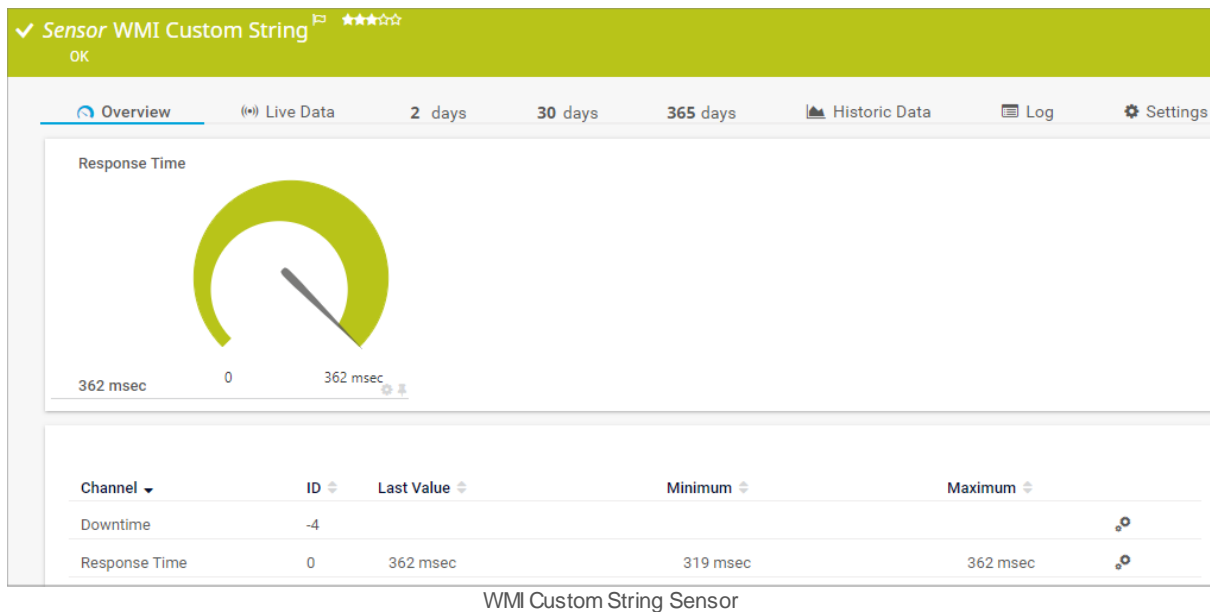 Sensor WMI Custom String
OK
Overview Live Data 2 days 30 days 365 days Historic Data Log Settings
Response Time
0 362 msec
362 msec
Channel ID Last Value Minimum Maximum
Downtime -4
Response Time 0 362 msec 319 msec 362 msec
WMI Custom String Sensor